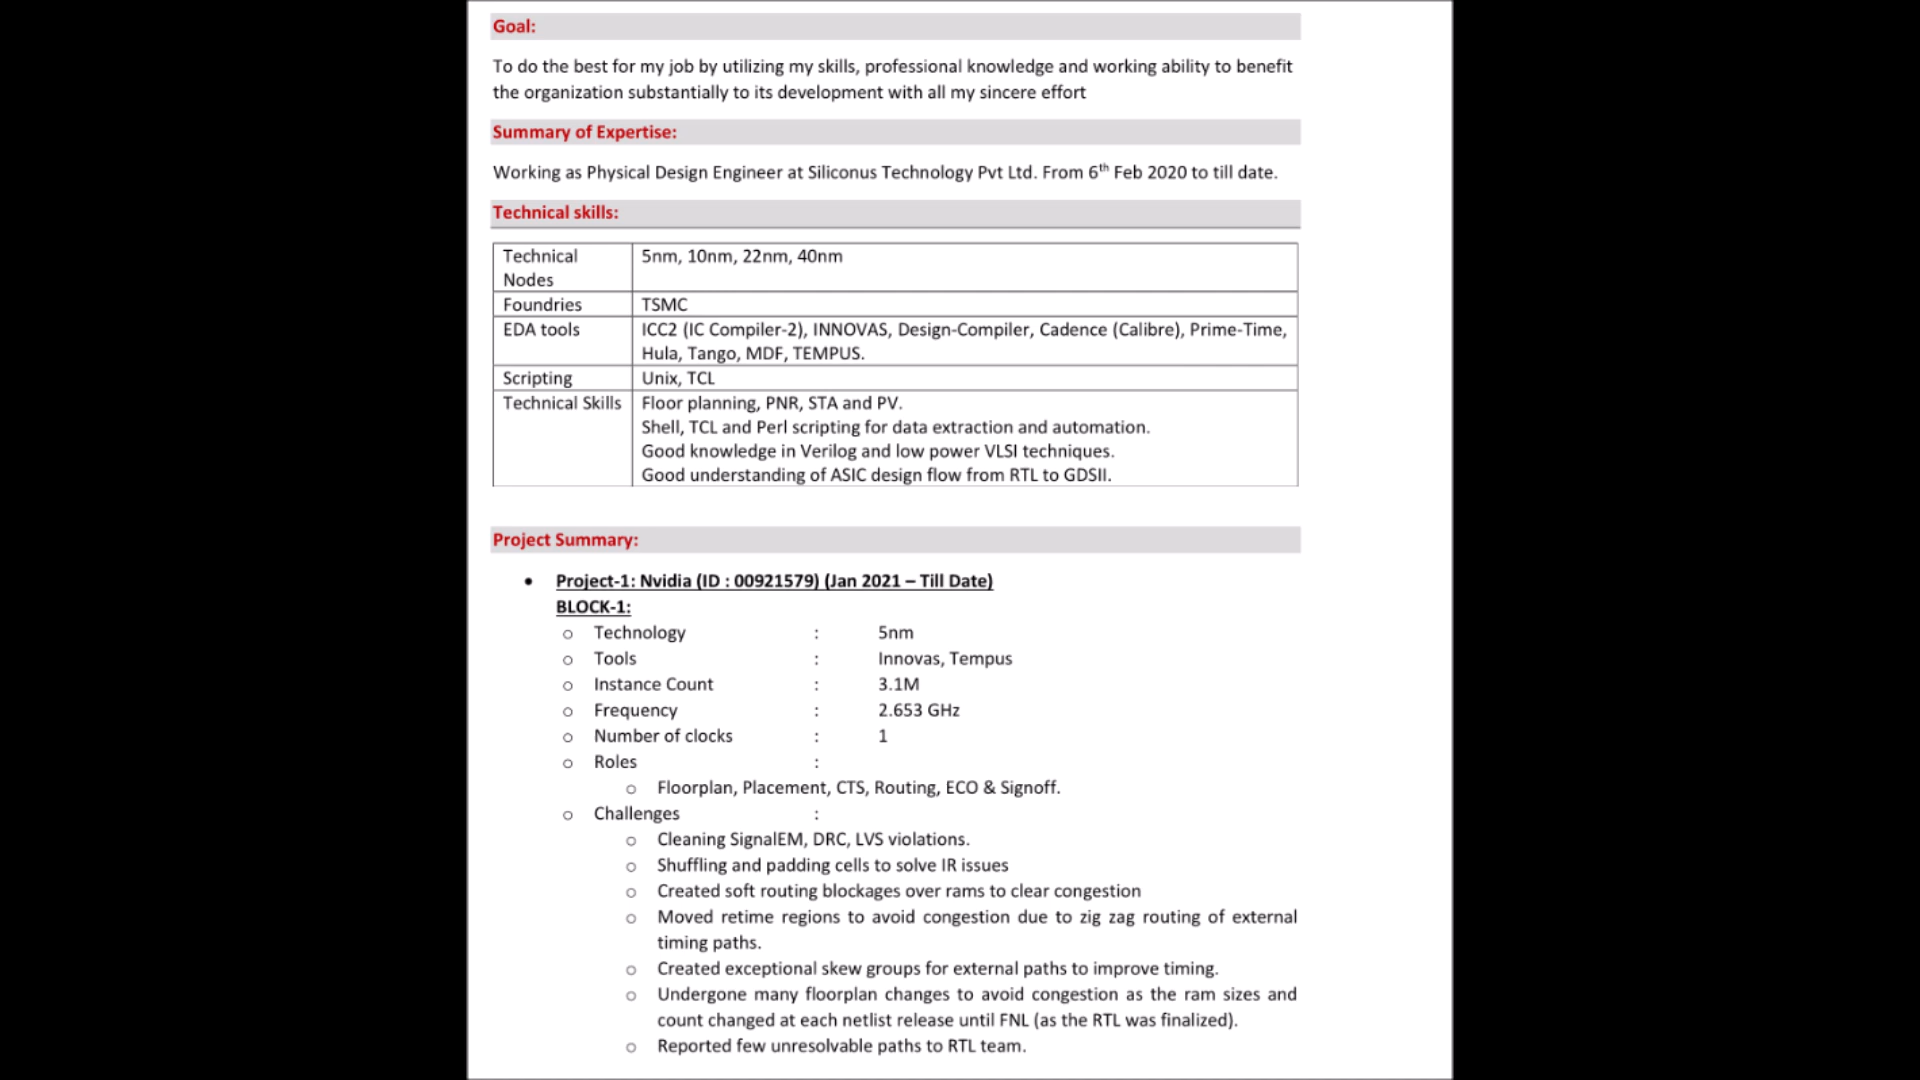 Goal:
To do the best for my job by utilizing my skills, professional knowledge and working ability to benefit
the organization substantially to its development with all my sincere effort
Summary of Expertise:
Working as Physical Design Engineer at Siliconus Technology Pvt Ltd. From 6th Feb 2020 to till date.
Technical skills:
Technical
Nodes
5nm, 10nm, 22nm, 40nm
Foundries TSMC
EDA tools ICC2 (IC Compiler-2), INNOVAS, Design-Compiler, Cadence (Calibre), Prime-Time,
Hula, Tango, MDF, TEMPUS.
Scripting Unix, TCL
Technical Skills Floor planning, PNR, STA and PV.
Shell, TCL and Perl scripting for data extraction and automation.
Good knowledge in Verilog and low power VLSI techniques.
Good understanding of ASIC design flow from RTL to GDSII.
Project Summary:
• Project-1: Nvidia (ID : 00921579) (Jan 2021 – Till Date)
BLOCK-1:
o Technology : 5nm
o Tools : Innovas, Tempus
o Instance Count : 3.1M
o Frequency : 2.653 GHz
o Number of clocks : 1
o Roles :
o Floorplan, Placement, CTS, Routing, ECO & Signoff.
o Challenges :
o Cleaning SignalEM, DRC, LVS violations.
o Shuffling and padding cells to solve IR issues
o Created soft routing blockages over rams to clear congestion
o Moved retime regions to avoid congestion due to zig zag routing of external
timing paths.
o Created exceptional skew groups for external paths to improve timing.
o Undergone many floorplan changes to avoid congestion as the ram sizes and
count changed at each netlist release until FNL (as the RTL was finalized).
o Reported few unresolvable paths to RTL team.